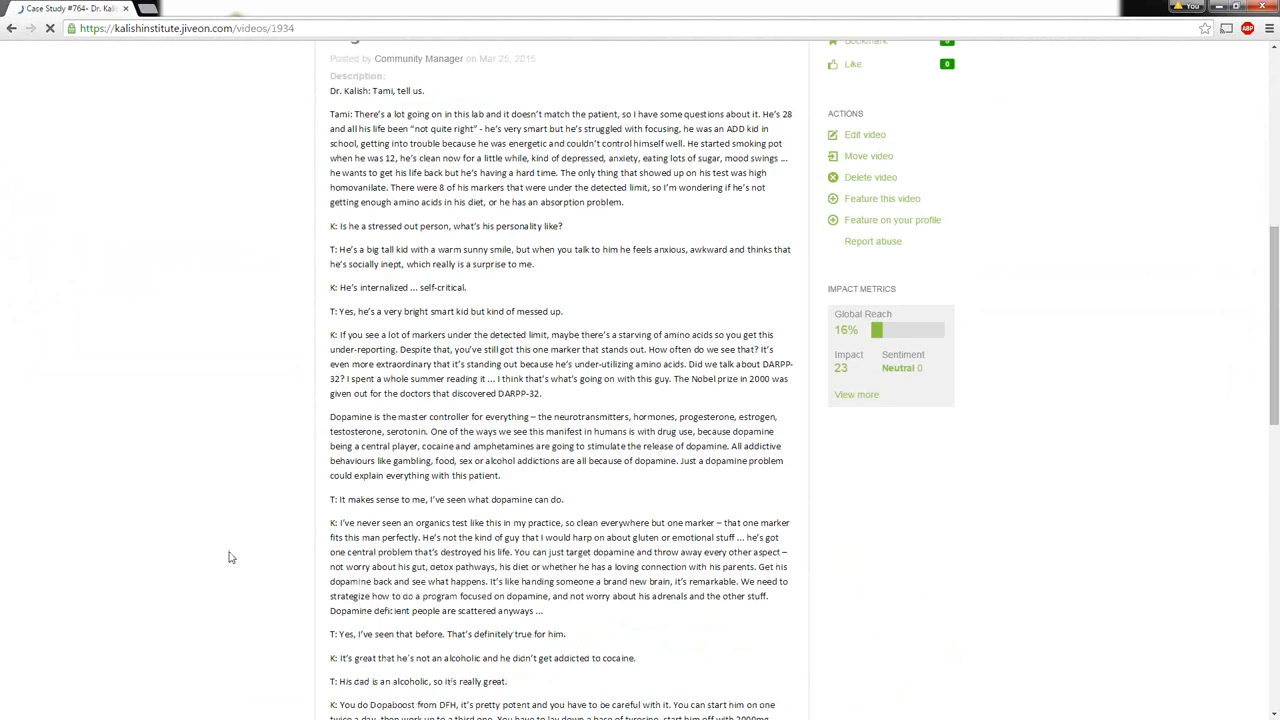 Case Study #764- Dr. Kalis
You
https://kalishinstitute.jiveon.com/videos/1934
Posted by Community Manager on Mar 25, 2015
Description:
Dr. Kalish: Tami, tell us.
Tami: There's a lot going on in this lab and it doesn't match the patient, so I have some questions about it. He's 28
and all his life been "not quite right" - he's very smart but he's struggled with focusing, he was an ADD kid in
school, getting into trouble because he was energetic and couldn't control himself well. He started smoking pot
when he was 12, he's clean now for a little while, kind of depressed, anxiety, eating lots of sugar, mood swings ...
he wants to get his life back but he's having a hard time. The only thing that showed up on his test was high
homovanilate. There were 8 of his markers that were under the detected limit, so I'm wondering if he's not
getting enough amino acids in his diet, or he has an absorption problem.
K: Is he a stressed out person, what's his personality like?
T: He's a big tall kid with a warm sunny smile, but when you talk to him he feels anxious, awkward and thinks that
he's socially inept, which really is a surprise to me.
K: He's internalized ... self-critical.
T: Yes, he's a very bright smart kid but kind of messed up.
K: If you see a lot of markers under the detected limit, maybe there's a starving of amino acids so you get this
under-reporting. Despite that, you've still got this one marker that stands out. How often do we see that? It's
even more extraordinary that it's standing out because he's under-utilizing amino acids. Did we talk about DARPP-
32? I spent a whole summer reading it ... I think that's what's going on with this guy. The Nobel prize in 2000 was
given out for the doctors that discovered DARPP-32.
Dopamine is the master controller for everything – the neurotransmitters, hormones, progesterone, estrogen,
testosterone, serotonin. One of the ways we see this manifest in humans is with drug use, because dopamine
being a central player, cocaine and amphetamines are going to stimulate the release of dopamine. All addictive
behaviours like gambling, food, sex or alcohol addictions are all because of dopamine. Just a dopamine problem
could explain everything with this patient.
T: It makes sense to me, I've seen what dopamine can do.
K: I've never seen an organics test like this in my practice, so clean everywhere but one marker – that one marker
fits this man perfectly. He's not the kind of guy that I would harp on about gluten or emotional stuff ... he's got
one central problem that's destroyed his life. You can just target dopamine and throw away every other aspect –
not worry about his gut, detox pathways, his diet or whether he has a loving connection with his parents. Get his
dopamine back and see what happens. It's like handing someone a brand new brain, it's remarkable. We need to
strategize how to do a program focused on dopamine, and not worry about his adrenals and the other stuff.
Dopamine deficient people are scattered anyways ...
T: Yes, I've seen that before. That's definitely true for him.
K: It's great that he's not an alcoholic and he didn't get addicted to cocaine.
T: His dad is an alcoholic, so it's really great.
K: You do Dopaboost from DFH, it's pretty potent and you have to be careful with it. You can start him on one
twice a day, then work up to a third one. You have to lay down a base of tyrosine, start him off with 2000mg
Bookmark
0
Like
0
ACTIONS
Edit video
Move video
Delete video
Feature this video
Feature on your profile
Report abuse
IMPACT METRICS
Global Reach
16%
Impact
Sentiment
23
Neutral 0
View more
ABP